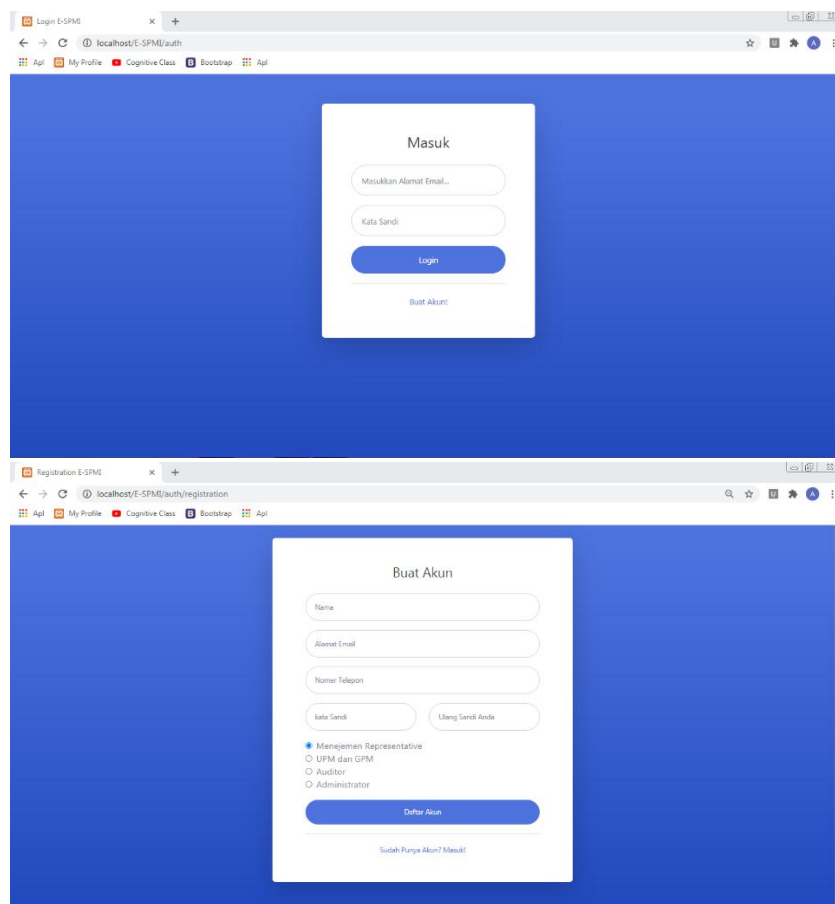 Login E-SPMI
localhost/E-SPMI/auth
Apl My Profile Cognitive Class Bootstrap Apl
Masuk
Masukkan Alamat Email...
Kata Sandi
Login
Buat Akun!
Registration E-SPMI
localhost/E-SPMI/auth/registration
Apl My Profile Cognitive Class Bootstrap Apl
Buat Akun
Nama
Alamat Email
Nomer Telepon
kata Sandi Ulang Sandi Anda
Menejemen Representative
UPM dan GPM
Auditor
Administrator
Daftar Akun
Sudah Punya Akun? Masuk!